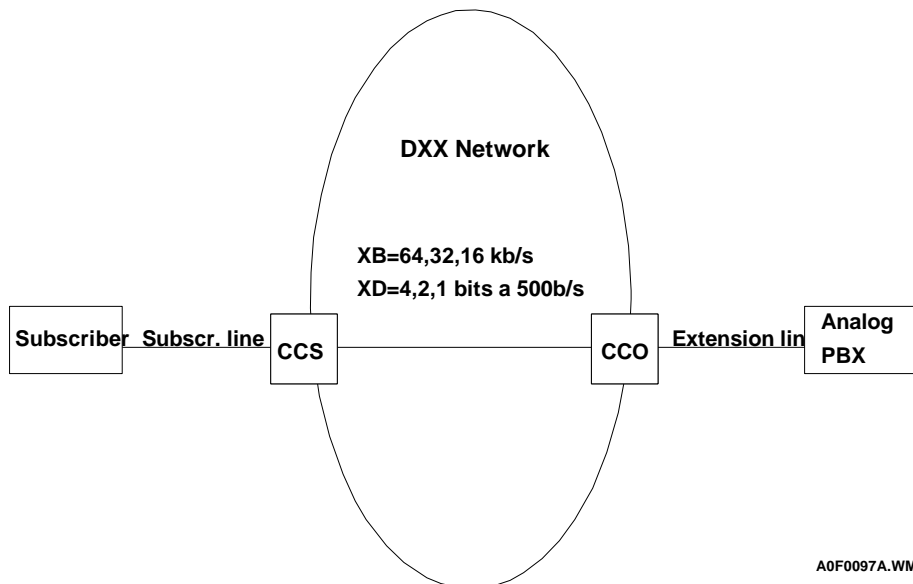 DXX Network
XB=64,32,16 kb/s
XD=4,2,1 bits a 500b/s
Subscriber
Subscr. line
CCS
CCO
Extension lin
Analog
PBX
A0F0097A.WM